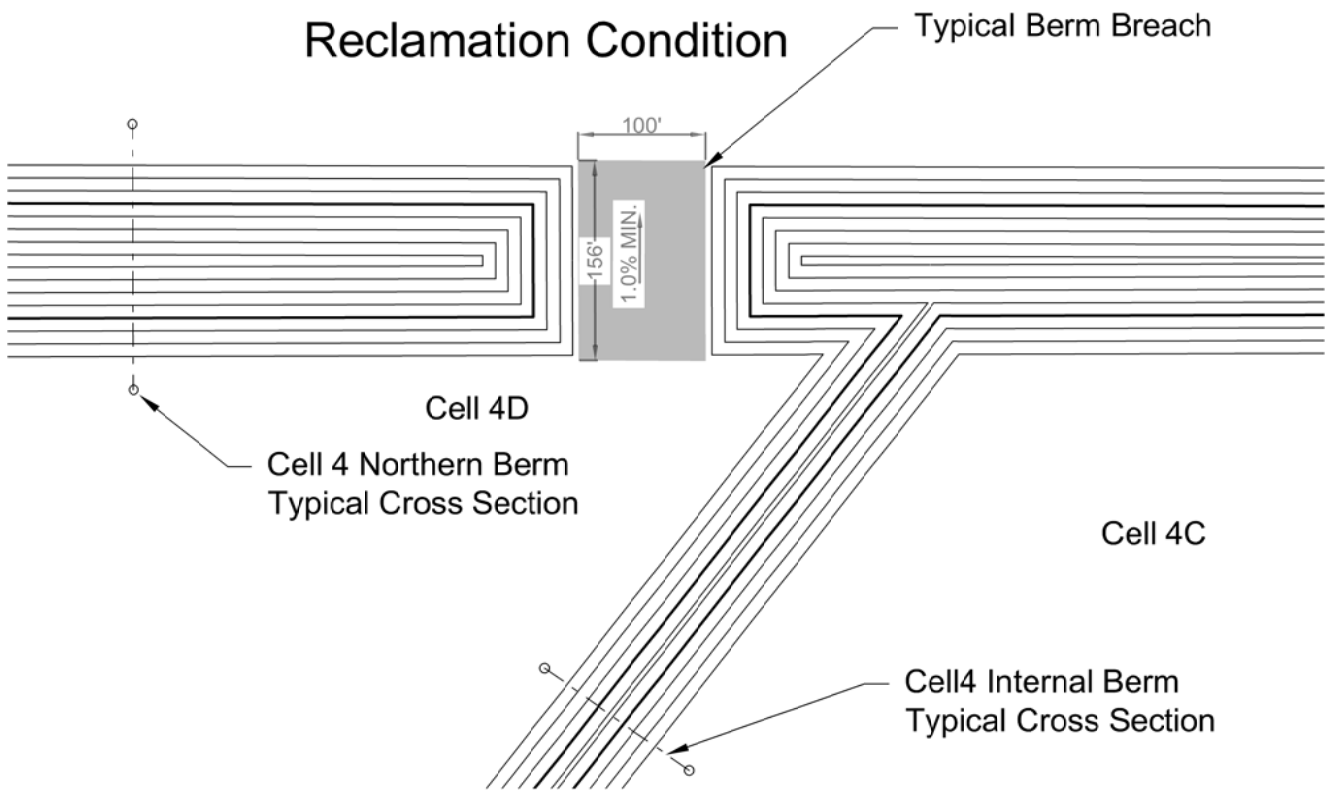 Reclamation Condition
Typical Berm Breach
100'
156'
1.0% MIN.
Cell 4D
Cell 4 Northern Berm
Typical Cross Section
Cell 4C
Cell4 Internal Berm
Typical Cross Section